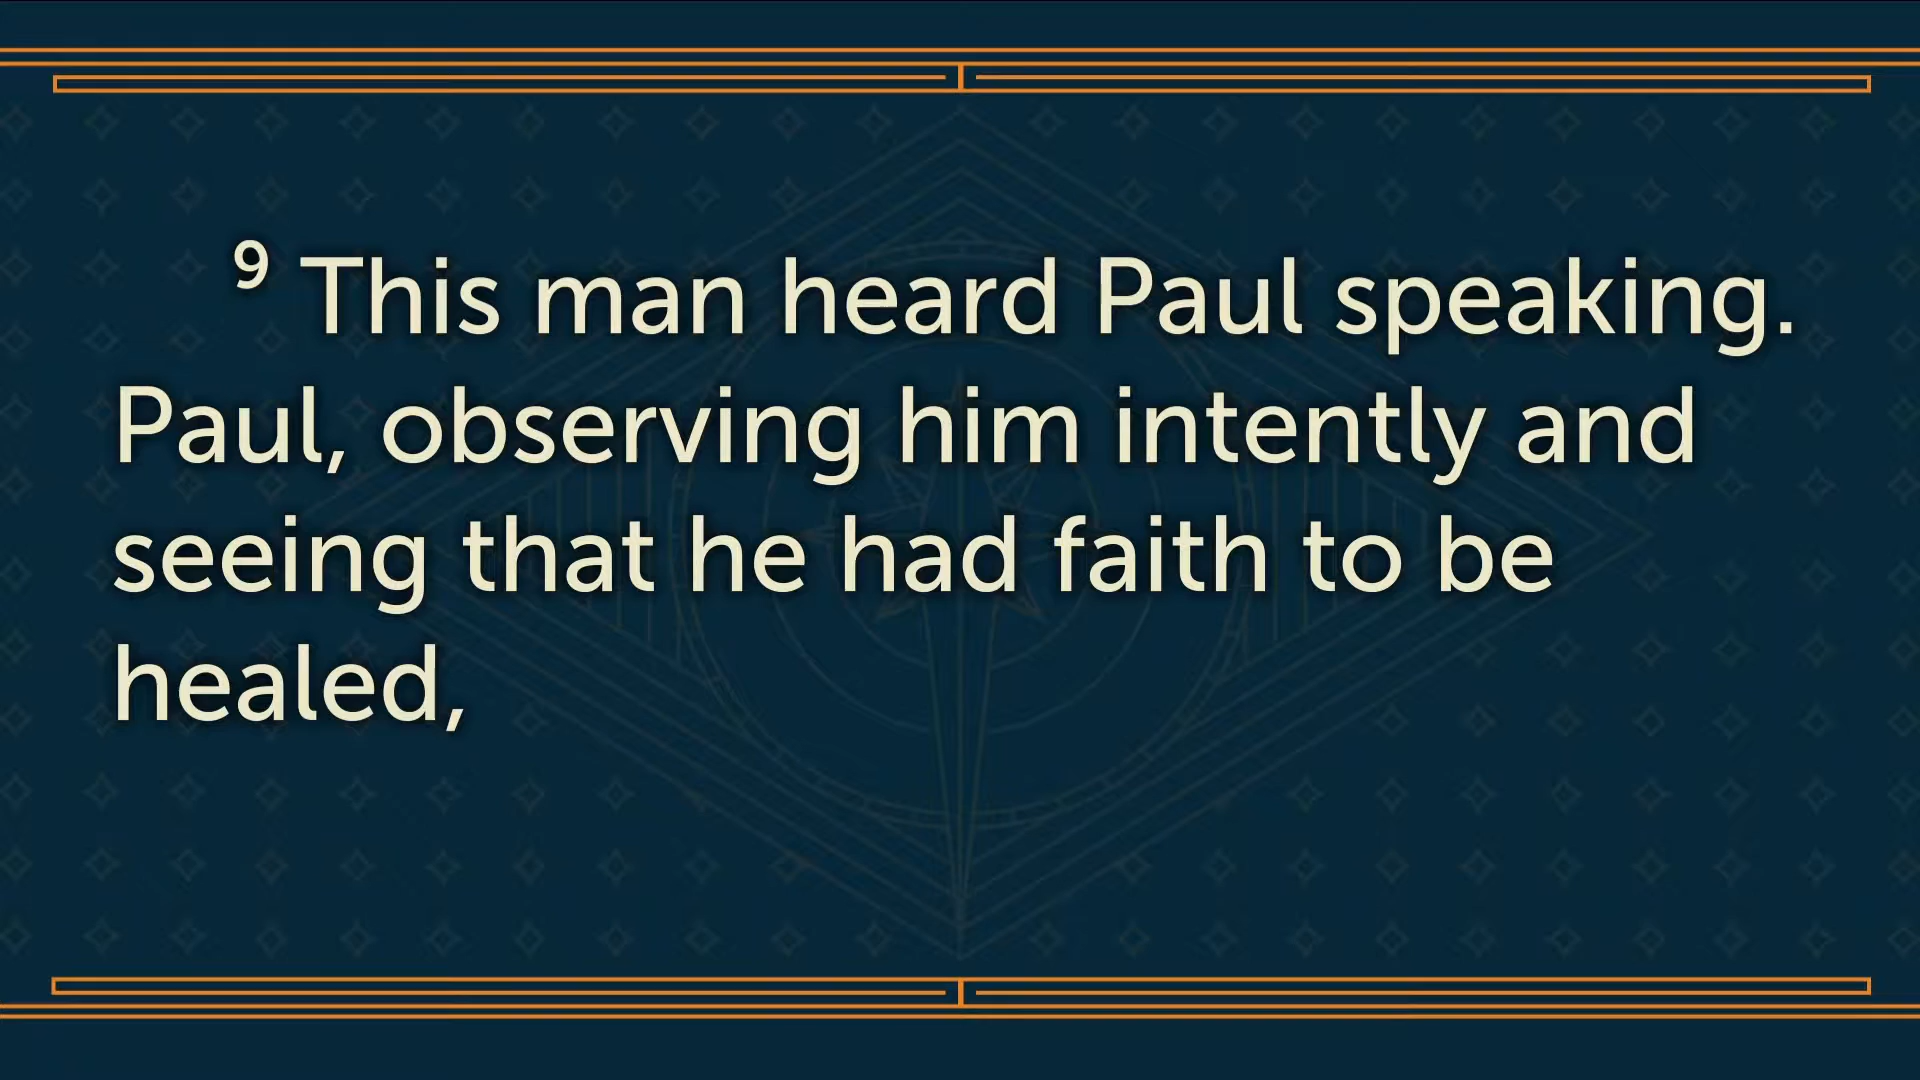 ⁹ This man heard Paul speaking.
Paul, observing him intently and
seeing that he had faith to be
healed,